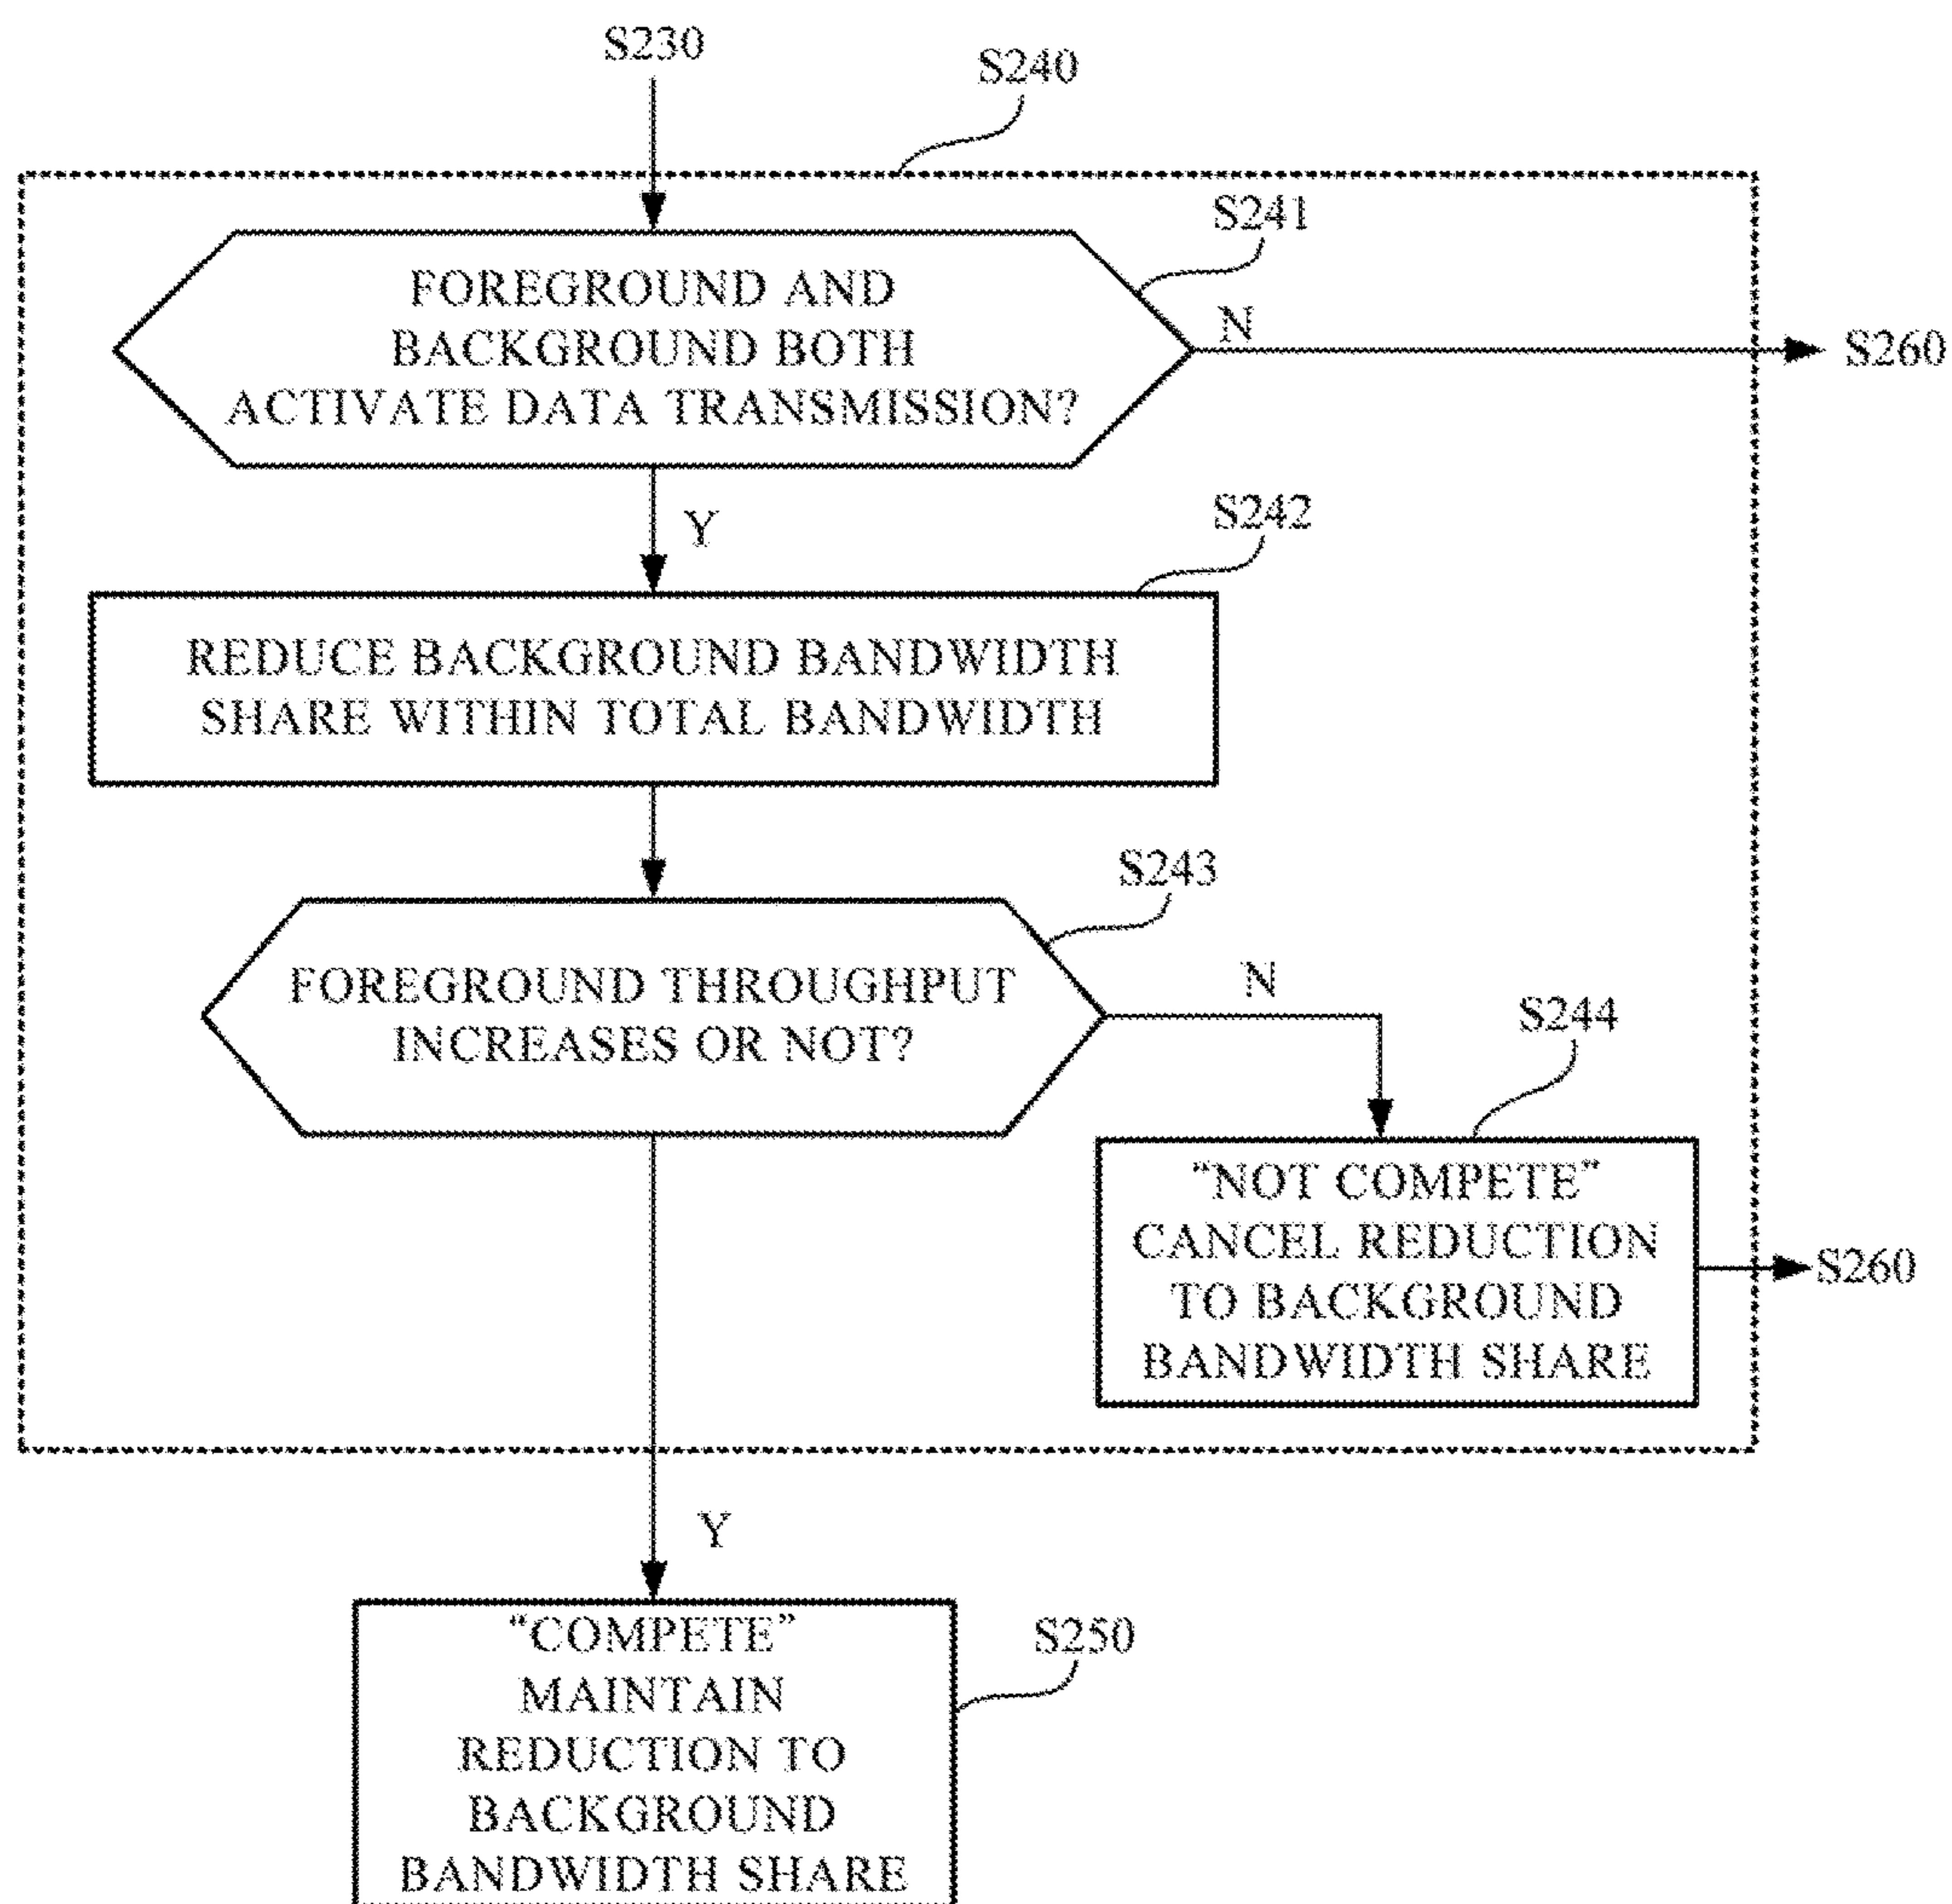 S230
S240
S241
FOREGROUND AND
BACKGROUND BOTH
ACTIVATE DATA TRANSMISSION?
N
S260
Y
S242
REDUCE BACKGROUND BANDWIDTH
SHARE WITHIN TOTAL BANDWIDTH
S243
FOREGROUND THROUGHPUT
INCREASES OR NOT?
N
S244
“NOT COMPETE”
CANCEL REDUCTION
TO BACKGROUND
BANDWIDTH SHARE
S260
Y
“COMPETE”
MAINTAIN
REDUCTION TO
BACKGROUND
BANDWIDTH SHARE
S250